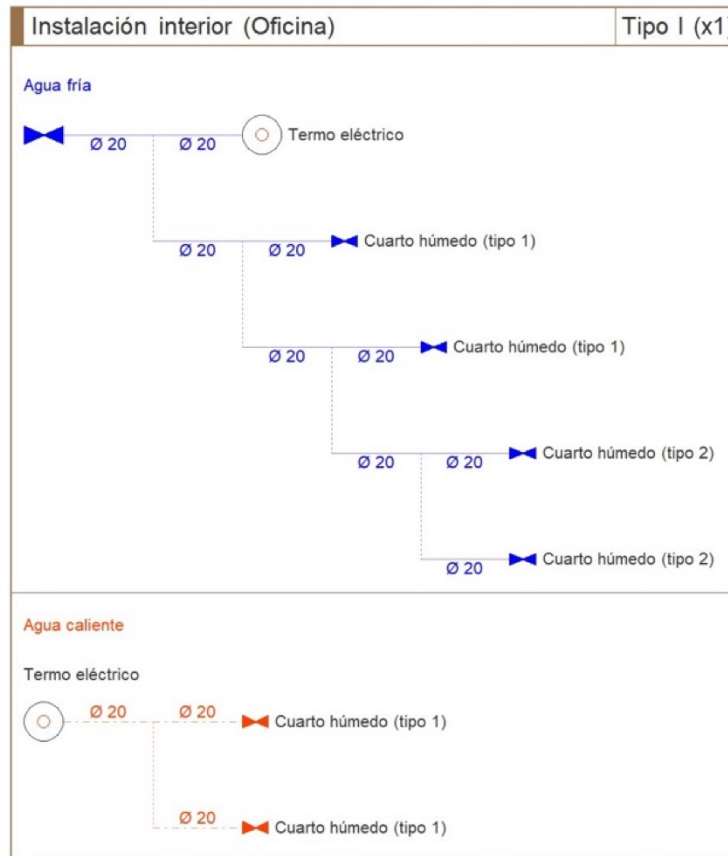 Instalación interior (Oficina) Tipo I (x1)
Agua fría
Ø 20 Ø 20 Termo eléctrico
Ø 20 Ø 20 Cuarto húmedo (tipo 1)
Ø 20 Ø 20 Cuarto húmedo (tipo 1)
Ø 20 Ø 20 Cuarto húmedo (tipo 2)
Ø 20 Cuarto húmedo (tipo 2)
Agua caliente
Termo eléctrico
Ø 20 Ø 20 Cuarto húmedo (tipo 1)
Ø 20 Cuarto húmedo (tipo 1)